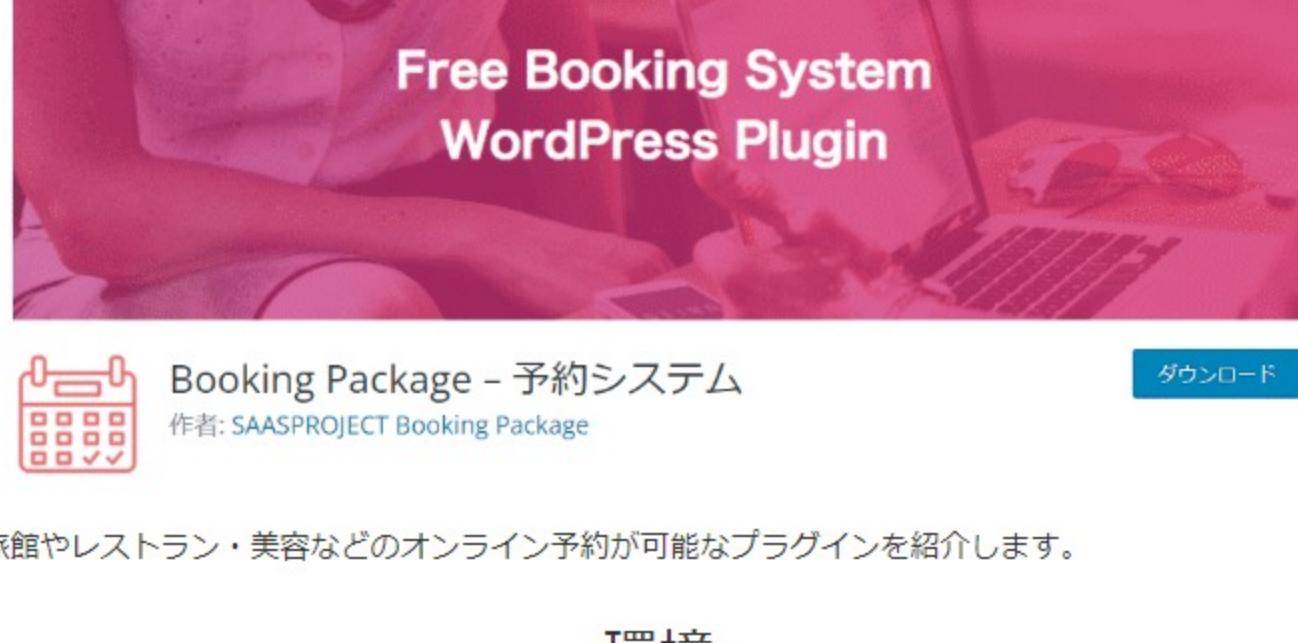 Free Booking System
WordPress Plugin
Booking Package – 予約システム
ダウンロード
作者: SAASPROJECT Booking Package
館やレストラン・美容などのオンライン予約が可能なプラグインを紹介します。
環境